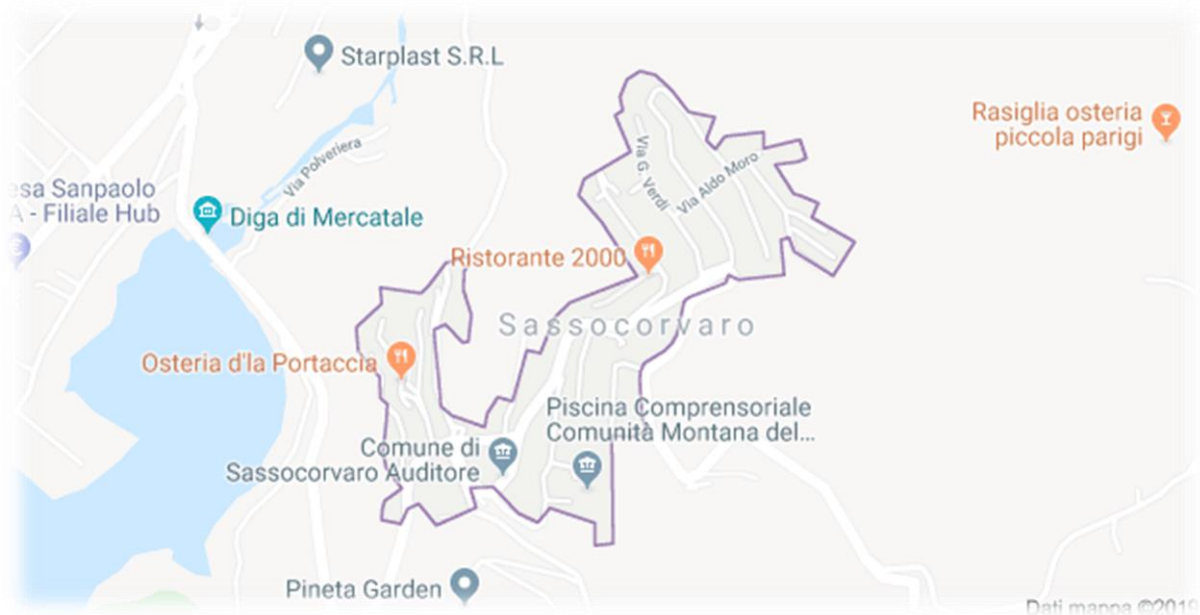 Starplast S.R.L
Rasiglia osteria
piccola parigi
Via Polveriera
Via G. Verdi
Via Aldo Moro
esa Sanpaolo
A - Filiale Hub
Diga di Mercatale
Ristorante 2000
Sassocorvaro
Osteria d'la Portaccia
Piscina Comprensoriale
Comunità Montana del...
Comune di
Sassocorvaro Auditore
Pineta Garden
Dati mappa ©2019